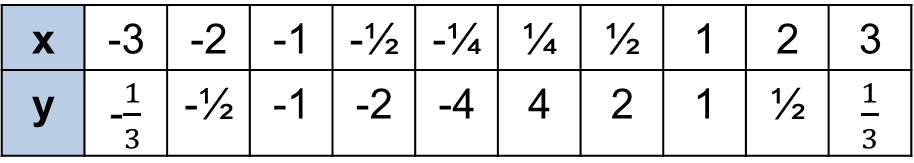 x -3 -2 -1 -½ -¼ ¼ ½ 1 2 3
y -1/3 -½ -1 -2 -4 4 2 1 ½ 1/3